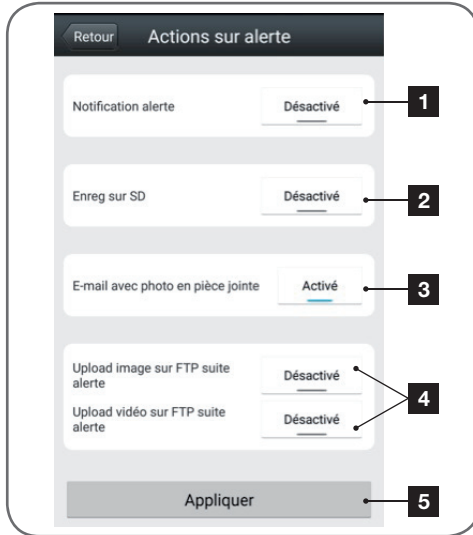 Retour Actions sur alerte
Notification alerte Désactivé 1
Enreg sur SD Désactivé 2
E-mail avec photo en pièce jointe Activé 3
Upload image sur FTP suite
alerte Désactivé
4
Upload vidéo sur FTP suite
alerte Désactivé
Appliquer 5